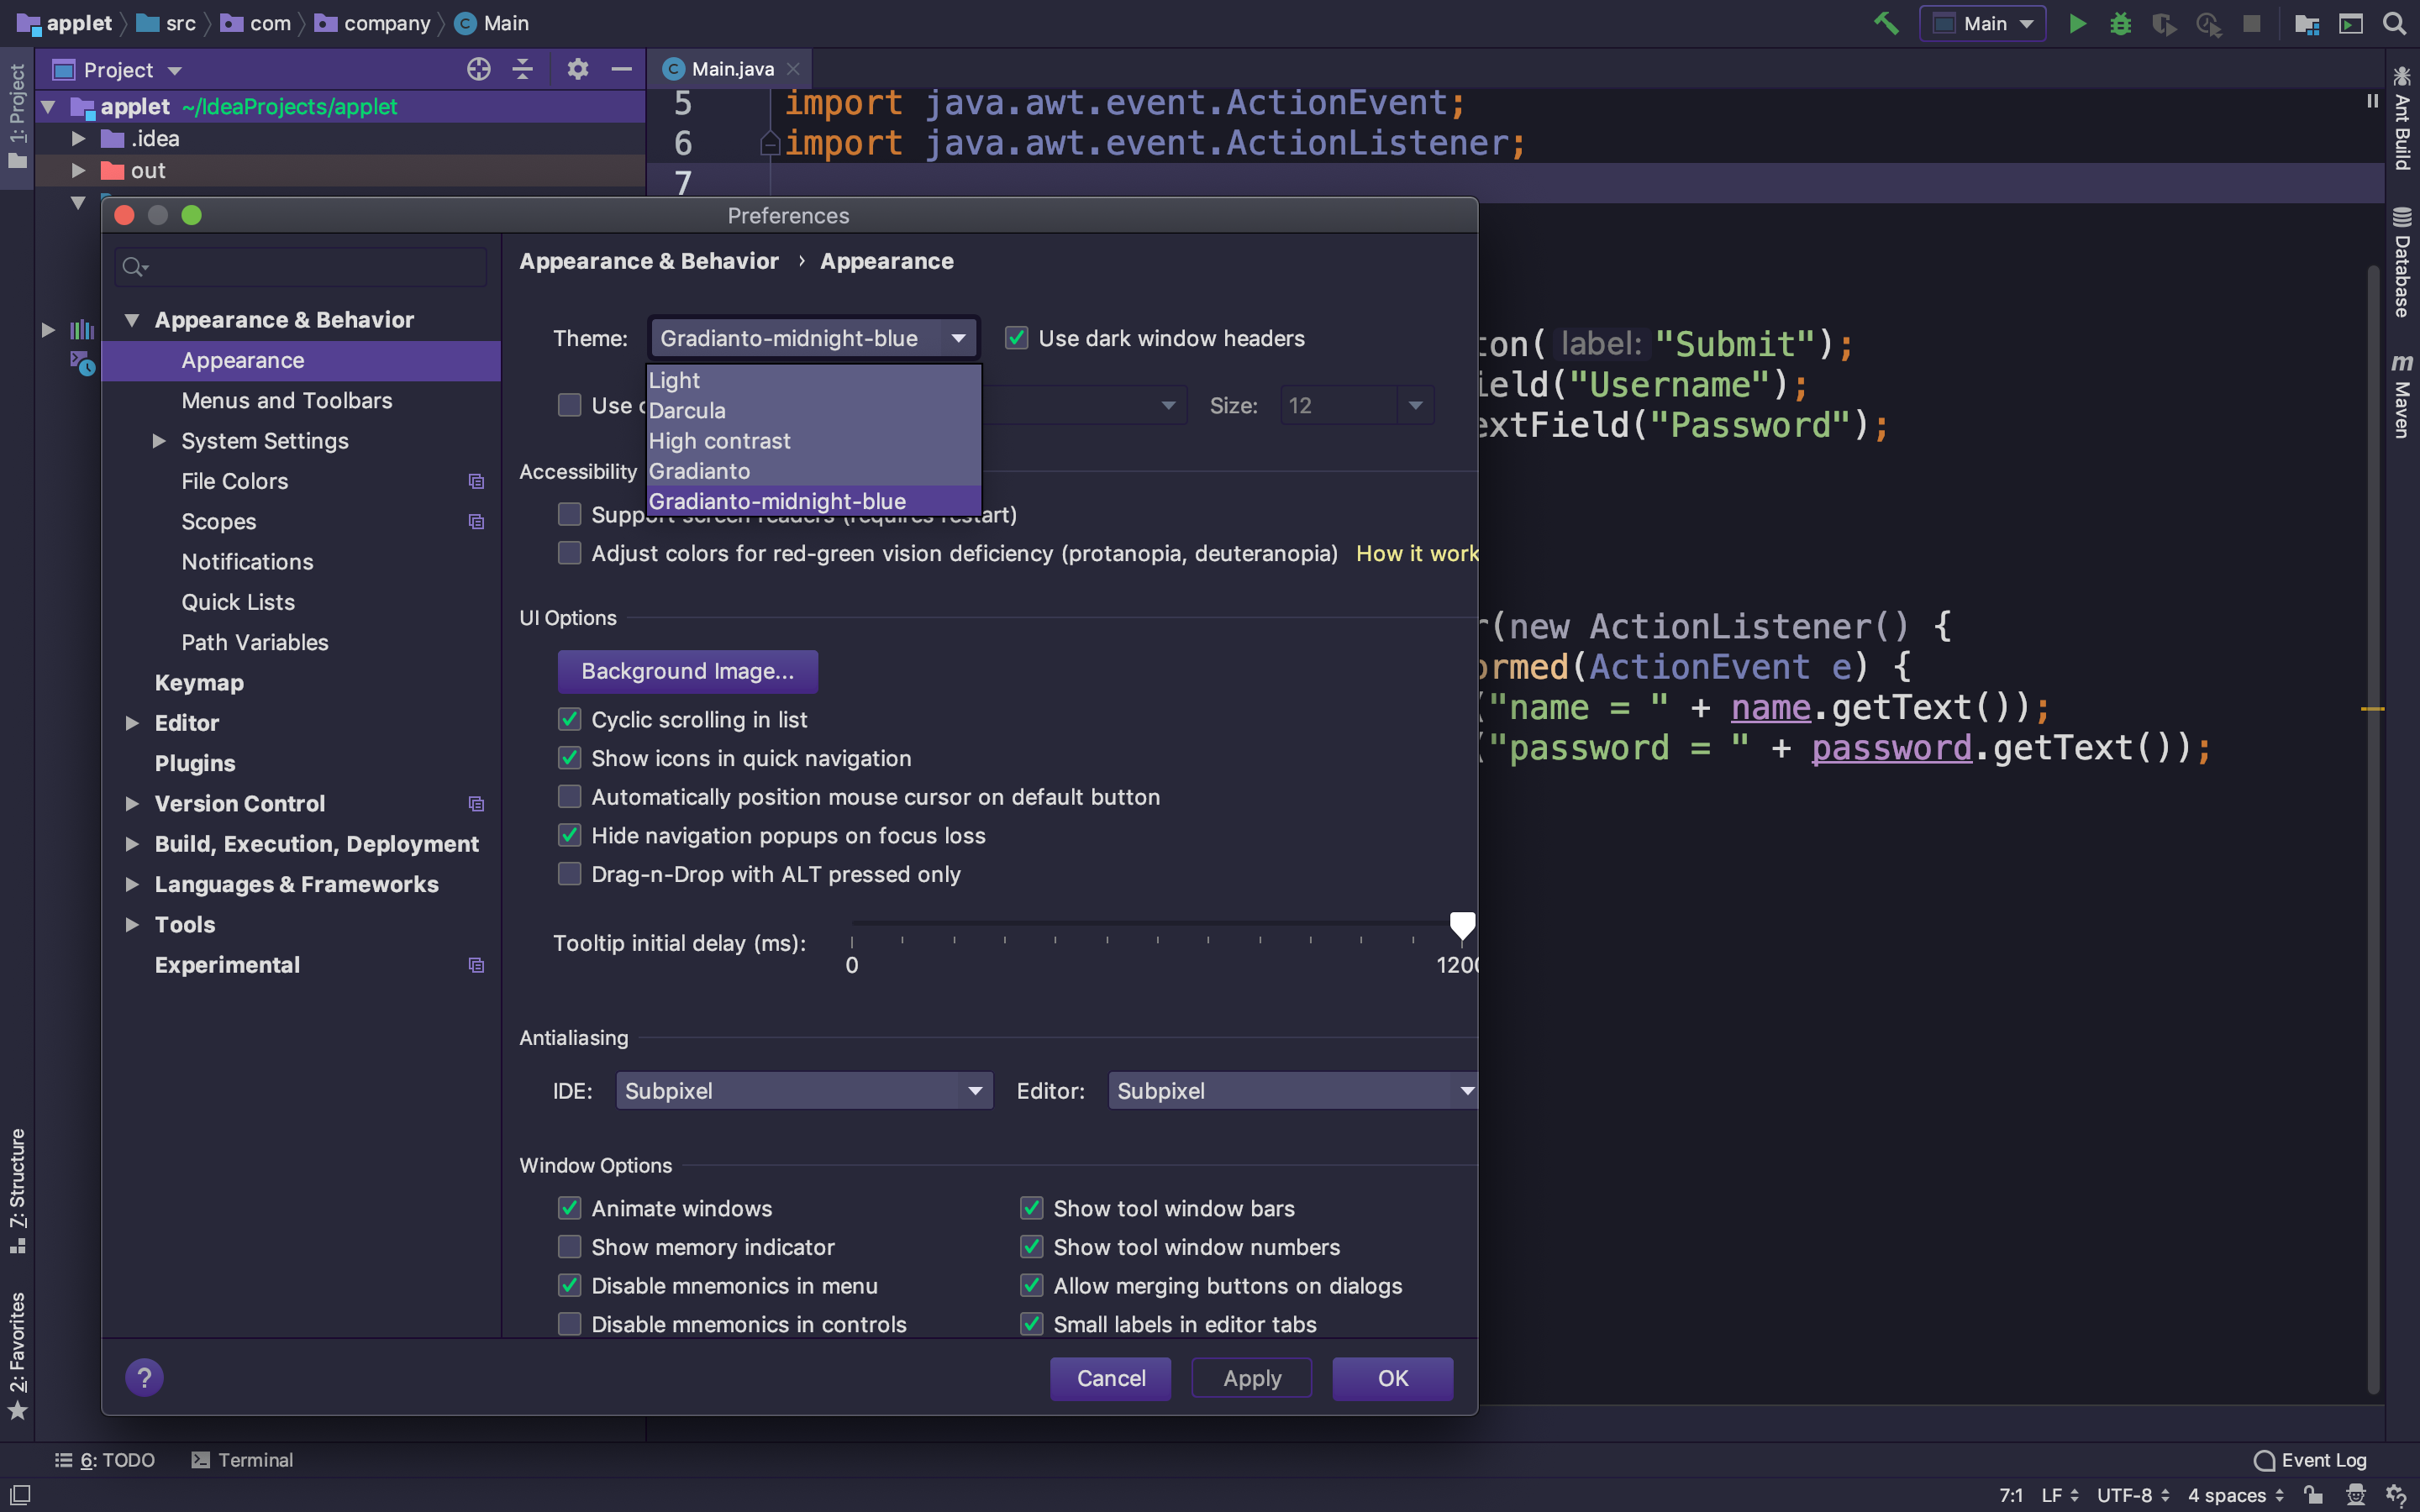 applet src com company Main
Main
1: Project
Project
applet ~/IdeaProjects/applet
.idea
out
Main.java
5 import java.awt.event.ActionEvent;
6 import java.awt.event.ActionListener;
7
ton( label: "Submit");
ield("Username");
extField("Password");
r(new ActionListener() {
ormed(ActionEvent e) {
("name = " + name.getText());
("password = " + password.getText());
Ant Build
Database
m Maven
Preferences
Appearance & Behavior
Appearance
Menus and Toolbars
System Settings
File Colors
Scopes
Notifications
Quick Lists
Path Variables
Keymap
Editor
Plugins
Version Control
Build, Execution, Deployment
Languages & Frameworks
Tools
Experimental
Appearance & Behavior › Appearance
Theme: Gradianto-midnight-blue Use dark window headers
Light
Darcula
High contrast
Gradianto
Gradianto-midnight-blue
Use Size: 12
Accessibility
Support screen readers (requires restart)
Adjust colors for red-green vision deficiency (protanopia, deuteranopia) How it work
UI Options
Background Image...
Cyclic scrolling in list
Show icons in quick navigation
Automatically position mouse cursor on default button
Hide navigation popups on focus loss
Drag-n-Drop with ALT pressed only
Tooltip initial delay (ms):
0 1200
Antialiasing
IDE: Subpixel Editor: Subpixel
Window Options
Animate windows Show tool window bars
Show memory indicator Show tool window numbers
Disable mnemonics in menu Allow merging buttons on dialogs
Disable mnemonics in controls Small labels in editor tabs
? Cancel Apply OK
7: Structure
2: Favorites
6: TODO Terminal Event Log
7:1 LF UTF-8 4 spaces